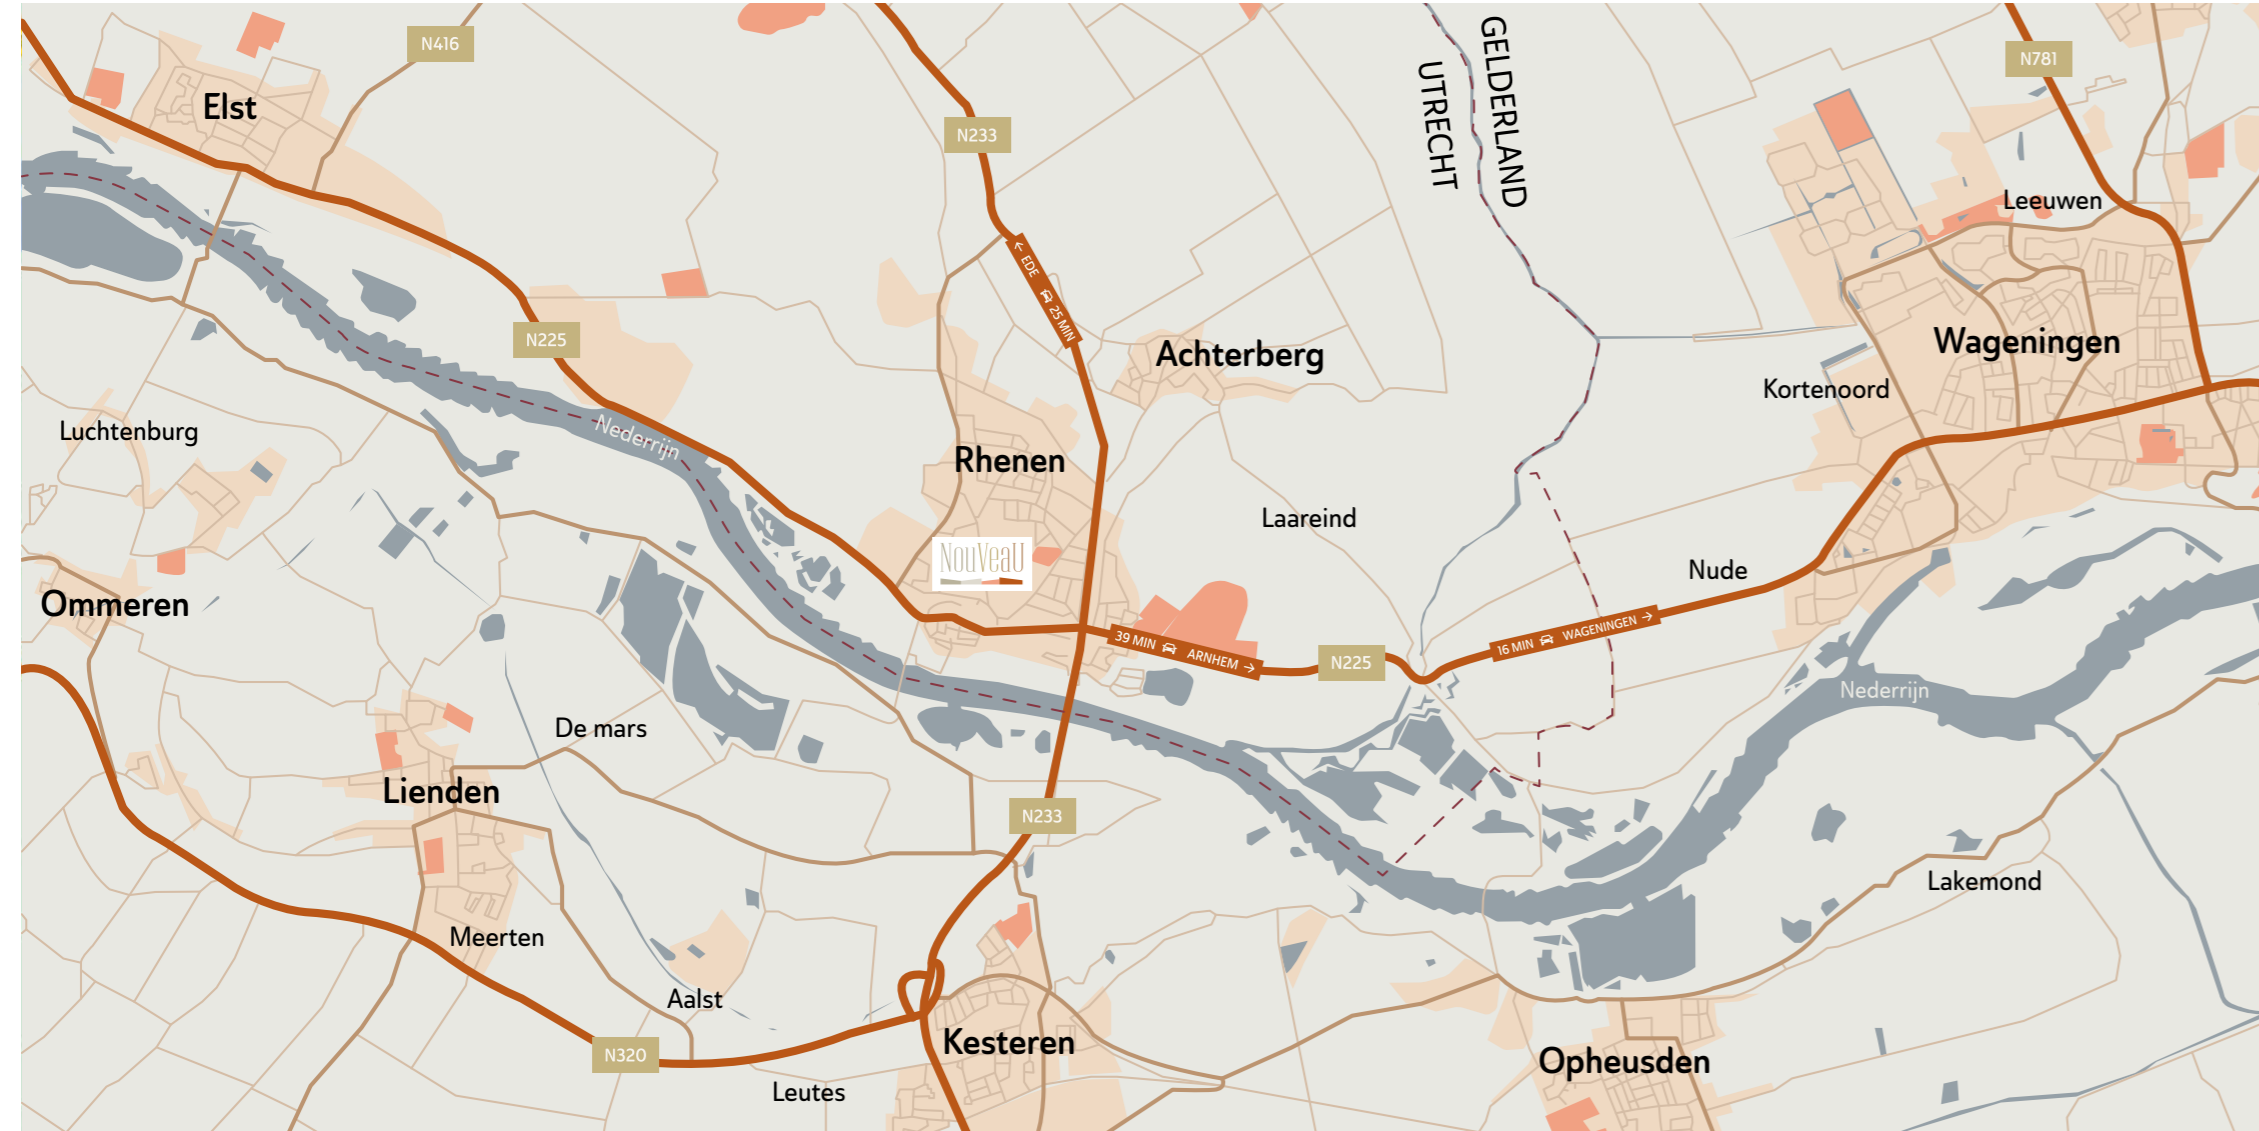 N416
Elst
N233
GELDERLAND
UTRECHT
N781
Leeuwen
← EDE 25 MIN
N225
Achterberg
Wageningen
Kortenoord
Luchtenburg
Nederrijn
Rhenen
Laareind
NouVeaU
Nude
Ommeren
39 MIN ARNHEM →
N225
16 MIN WAGENINGEN →
Nederrijn
De mars
Lienden
N233
Lakemond
Meerten
Aalst
Kesteren
N320
Opheusden
Leutes